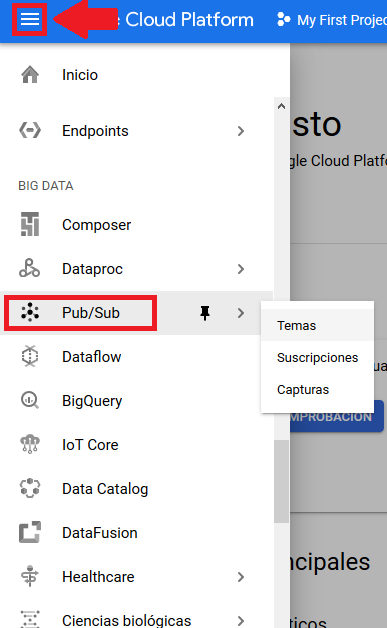 e Cloud Platform
My First Projec
Inicio
Endpoints
BIG DATA
Composer
Dataproc
Pub/Sub
Dataflow
BigQuery
IoT Core
Data Catalog
DataFusion
Healthcare
Ciencias biológicas
Temas
Suscripciones
Capturas
sto
gle Cloud Platfo
ua
MPROBACIÓN
ncipales
ticos